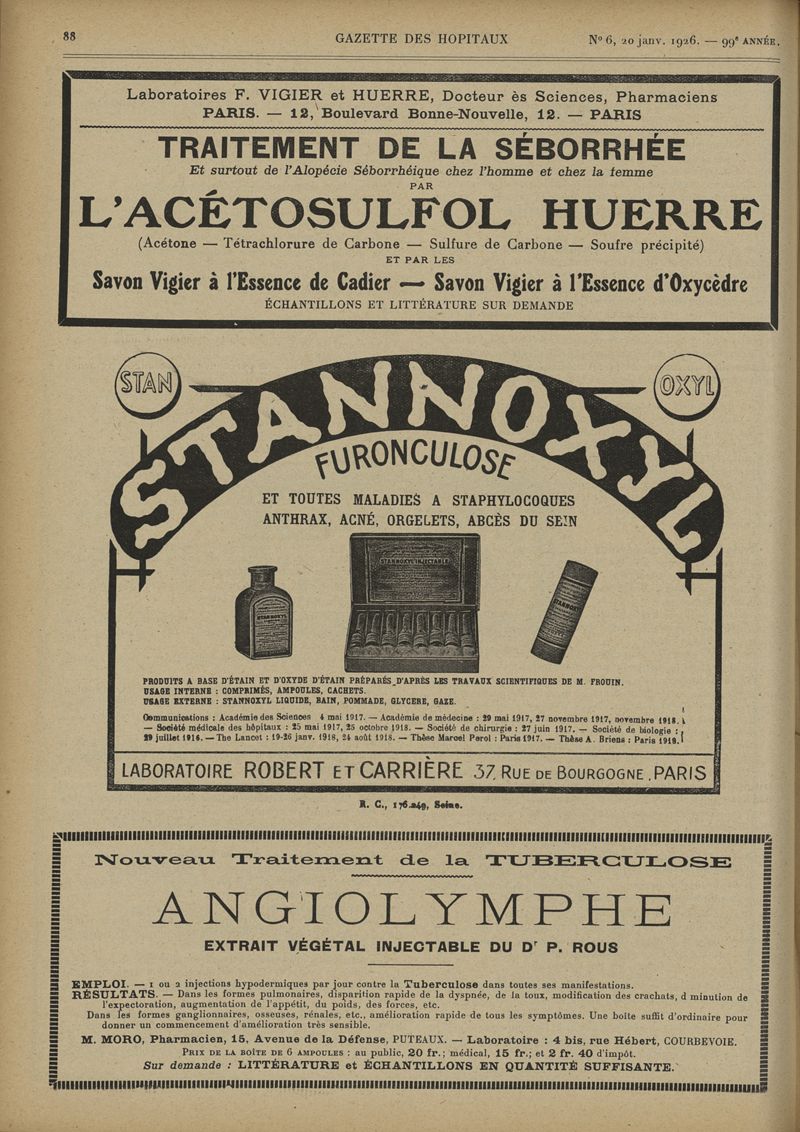 88 GAZETTE DES HOPITAUX N° 6, 20 janv. 1926. — 99e ANNÉE.
Laboratoires F. VIGIER et HUERRE, Docteur ès Sciences, Pharmaciens
PARIS. — 12, Boulevard Bonne-Nouvelle, 12. — PARIS
TRAITEMENT DE LA SÉBORRHÉE
Et surtout de l'Alopécie Séborrhéique chez l'homme et chez la femme
PAR
L'ACÉTOSULFOL HUERRE
(Acétone — Tétrachlorure de Carbone — Sulfure de Carbone — Soufre précipité)
ET PAR LES
Savon Vigier à l'Essence de Cadier — Savon Vigier à l'Essence d'Oxycèdre
ÉCHANTILLONS ET LITTÉRATURE SUR DEMANDE
STAN OXYL
STANNOXYL
FURONCULOSE
ET TOUTES MALADIES A STAPHYLOCOQUES
ANTHRAX, ACNÉ, ORGELETS, ABCÈS DU SEIN
STANNOXYL INJECTABLE
STANNOXYL
STANNOXYL
PRODUITS A BASE D'ÉTAIN ET D'OXYDE D'ÉTAIN PRÉPARÉS D'APRÈS LES TRAVAUX SCIENTIFIQUES DE M. FROUIN.
USAGE INTERNE : COMPRIMÉS, AMPOULES, CACHETS.
USAGE EXTERNE : STANNOXYL LIQUIDE, BAIN, POMMADE, GLYCERE, GAZE.
Communications : Académie des Sciences 4 mai 1917. — Académie de médecine : 29 mai 1917, 27 novembre 1917, novembre 1918.
— Société médicale des hôpitaux : 25 mai 1917, 25 octobre 1918. — Société de chirurgie : 27 juin 1917. — Société de biologie :
29 juillet 1916. — The Lancet : 19-26 janv. 1918, 24 août 1918. — Thèse Marcel Perol : Paris 1917. — Thèse A. Briens : Paris 1918.
LABORATOIRE ROBERT ET CARRIÈRE 37, RUE DE BOURGOGNE . PARIS
R. C., 176.249, Seine.
Nouveau Traitement de la TUBERCULOSE
ANGIOLYMPHE
EXTRAIT VÉGÉTAL INJECTABLE DU Dr P. ROUS
EMPLOI. — 1 ou 2 injections hypodermiques par jour contre la Tuberculose dans toutes ses manifestations.
RÉSULTATS. — Dans les formes pulmonaires, disparition rapide de la dyspnée, de la toux, modification des crachats, d minution de
l'expectoration, augmentation de l'appétit, du poids, des forces, etc.
Dans les formes ganglionnaires, osseuses, rénales, etc., amélioration rapide de tous les symptômes. Une boîte suffit d'ordinaire pour
donner un commencement d'amélioration très sensible.
M. MORO, Pharmacien, 15, Avenue de la Défense, PUTEAUX. — Laboratoire : 4 bis, rue Hébert, COURBEVOIE.
PRIX DE LA BOÎTE DE 6 AMPOULES : au public, 20 fr.; médical, 15 fr.; et 2 fr. 40 d'impôt.
Sur demande : LITTÉRATURE et ÉCHANTILLONS EN QUANTITÉ SUFFISANTE.